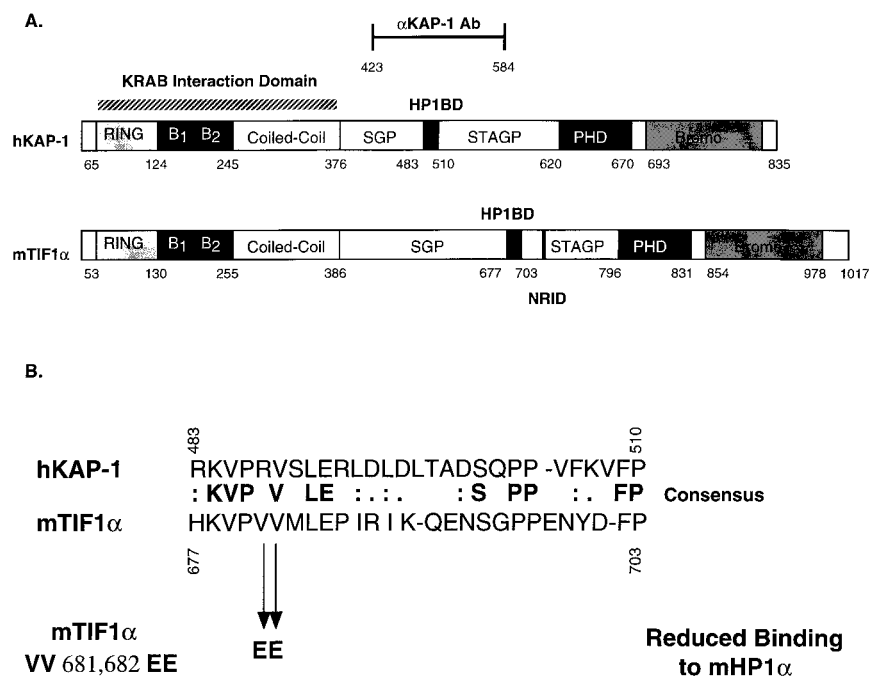 A.
αKAP-1 Ab
423 584
KRAB Interaction Domain
HP1BD
hKAP-1 RING B1 B2 Coiled-Coil SGP STAGP PHD Bromo
65 124 245 376 483 510 620 670 693 835
HP1BD
mTIF1α RING B1 B2 Coiled-Coil SGP STAGP PHD Bromo
53 130 255 386 677 703 796 831 854 978 1017
NRID
B.
483 510
hKAP-1 RKVPRVSLERLDLDLTADSQPP -VFKVFP
: KVP V LE : . : . : S PP : . FP Consensus
mTIF1α HKVPVVMLEPIRIK-QENSGPPENYD-FP
677 703
mTIF1α EE Reduced Binding
VV 681,682 EE to mHP1α